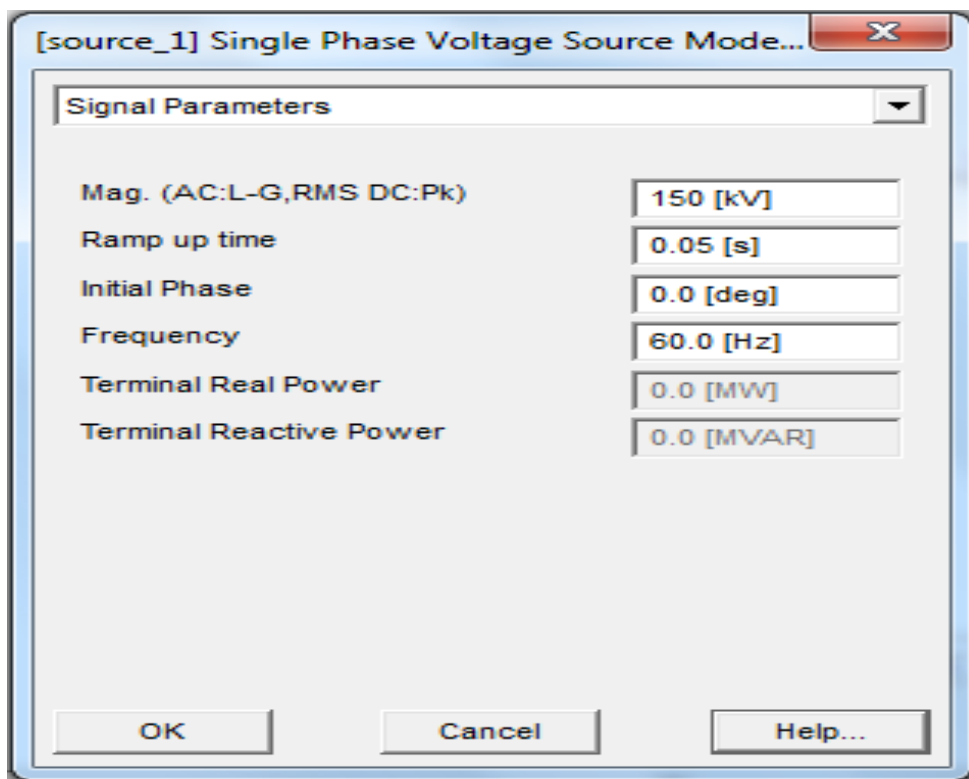 [source_1] Single Phase Voltage Source Mode...
Signal Parameters
Mag. (AC:L-G,RMS DC:Pk) 150 [kV]
Ramp up time 0.05 [s]
Initial Phase 0.0 [deg]
Frequency 60.0 [Hz]
Terminal Real Power 0.0 [MW]
Terminal Reactive Power 0.0 [MVAR]
OK Cancel Help...